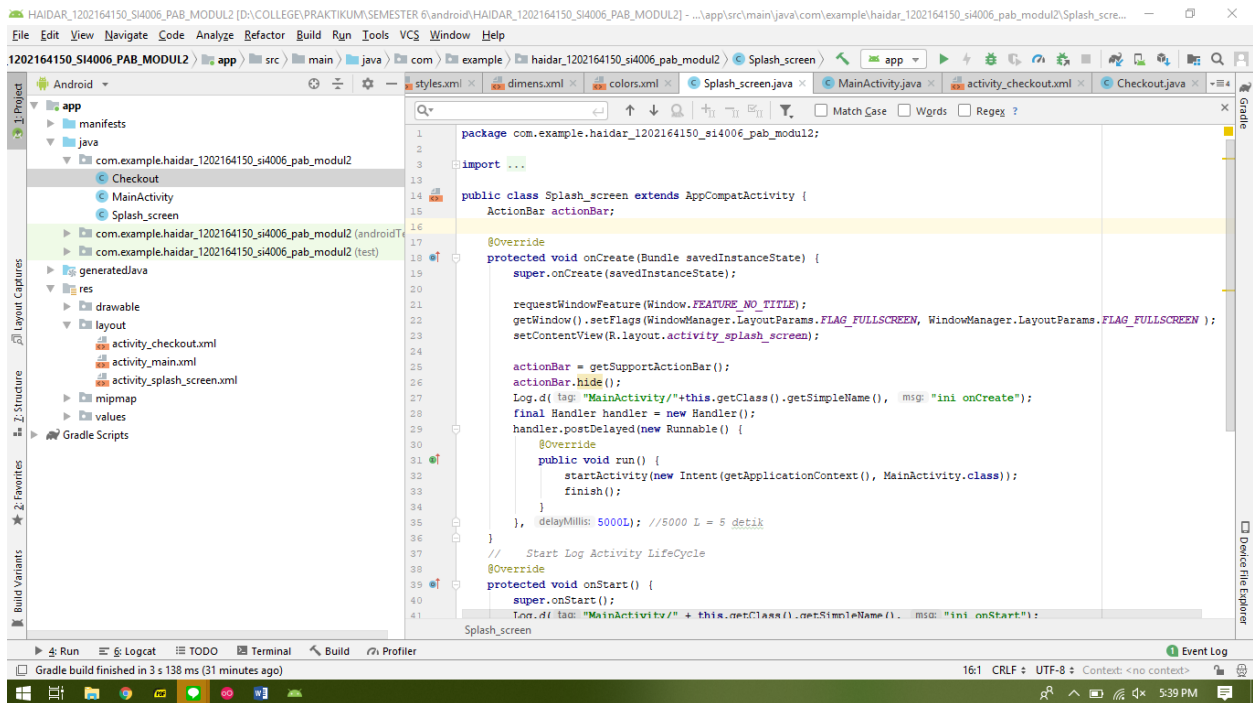 HAIDAR_1202164150_SI4006_PAB_MODUL2 [D:\COLLEGE\PRAKTIKUM\SEMESTER 6\android\HAIDAR_1202164150_SI4006_PAB_MODUL2] - ...\app\src\main\java\com\example\haidar_1202164150_si4006_pab_modul2\Splash_scre...
File Edit View Navigate Code Analyze Refactor Build Run Tools VCS Window Help
1202164150_SI4006_PAB_MODUL2 app src main java com example haidar_1202164150_si4006_pab_modul2 Splash_screen app
Android styles.xml dimens.xml colors.xml Splash_screen.java MainActivity.java activity_checkout.xml Checkout.java
Match Case Words Regex ?
1: Project
Layout Captures
Z: Structure
2: Favorites
Build Variants
app
manifests
java
com.example.haidar_1202164150_si4006_pab_modul2
Checkout
MainActivity
Splash_screen
com.example.haidar_1202164150_si4006_pab_modul2 (androidTe
com.example.haidar_1202164150_si4006_pab_modul2 (test)
generatedJava
res
drawable
layout
activity_checkout.xml
activity_main.xml
activity_splash_screen.xml
mipmap
values
Gradle Scripts
1 package com.example.haidar_1202164150_si4006_pab_modul2;
2
3 import ...
13
14 public class Splash_screen extends AppCompatActivity {
15 ActionBar actionBar;
16
17 @Override
18 protected void onCreate(Bundle savedInstanceState) {
19 super.onCreate(savedInstanceState);
20
21 requestWindowFeature(Window.FEATURE_NO_TITLE);
22 getWindow().setFlags(WindowManager.LayoutParams.FLAG_FULLSCREEN, WindowManager.LayoutParams.FLAG_FULLSCREEN );
23 setContentView(R.layout.activity_splash_screen);
24
25 actionBar = getSupportActionBar();
26 actionBar.hide();
27 Log.d( tag: "MainActivity/"+this.getClass().getSimpleName(), msg: "ini onCreate");
28 final Handler handler = new Handler();
29 handler.postDelayed(new Runnable() {
30 @Override
31 public void run() {
32 startActivity(new Intent(getApplicationContext(), MainActivity.class));
33 finish();
34 }
35 }, delayMillis: 5000L); //5000 L = 5 detik
36 }
37 // Start Log Activity LifeCycle
38 @Override
39 protected void onStart() {
40 super.onStart();
41 Log.d( tag: "MainActivity/" + this.getClass().getSimpleName(), msg: "ini onStart");
Splash_screen
Gradle
Device File Explorer
4: Run 6: Logcat TODO Terminal Build Profiler 1 Event Log
Gradle build finished in 3 s 138 ms (31 minutes ago) 16:1 CRLF UTF-8 Context: <no context>
5:39 PM